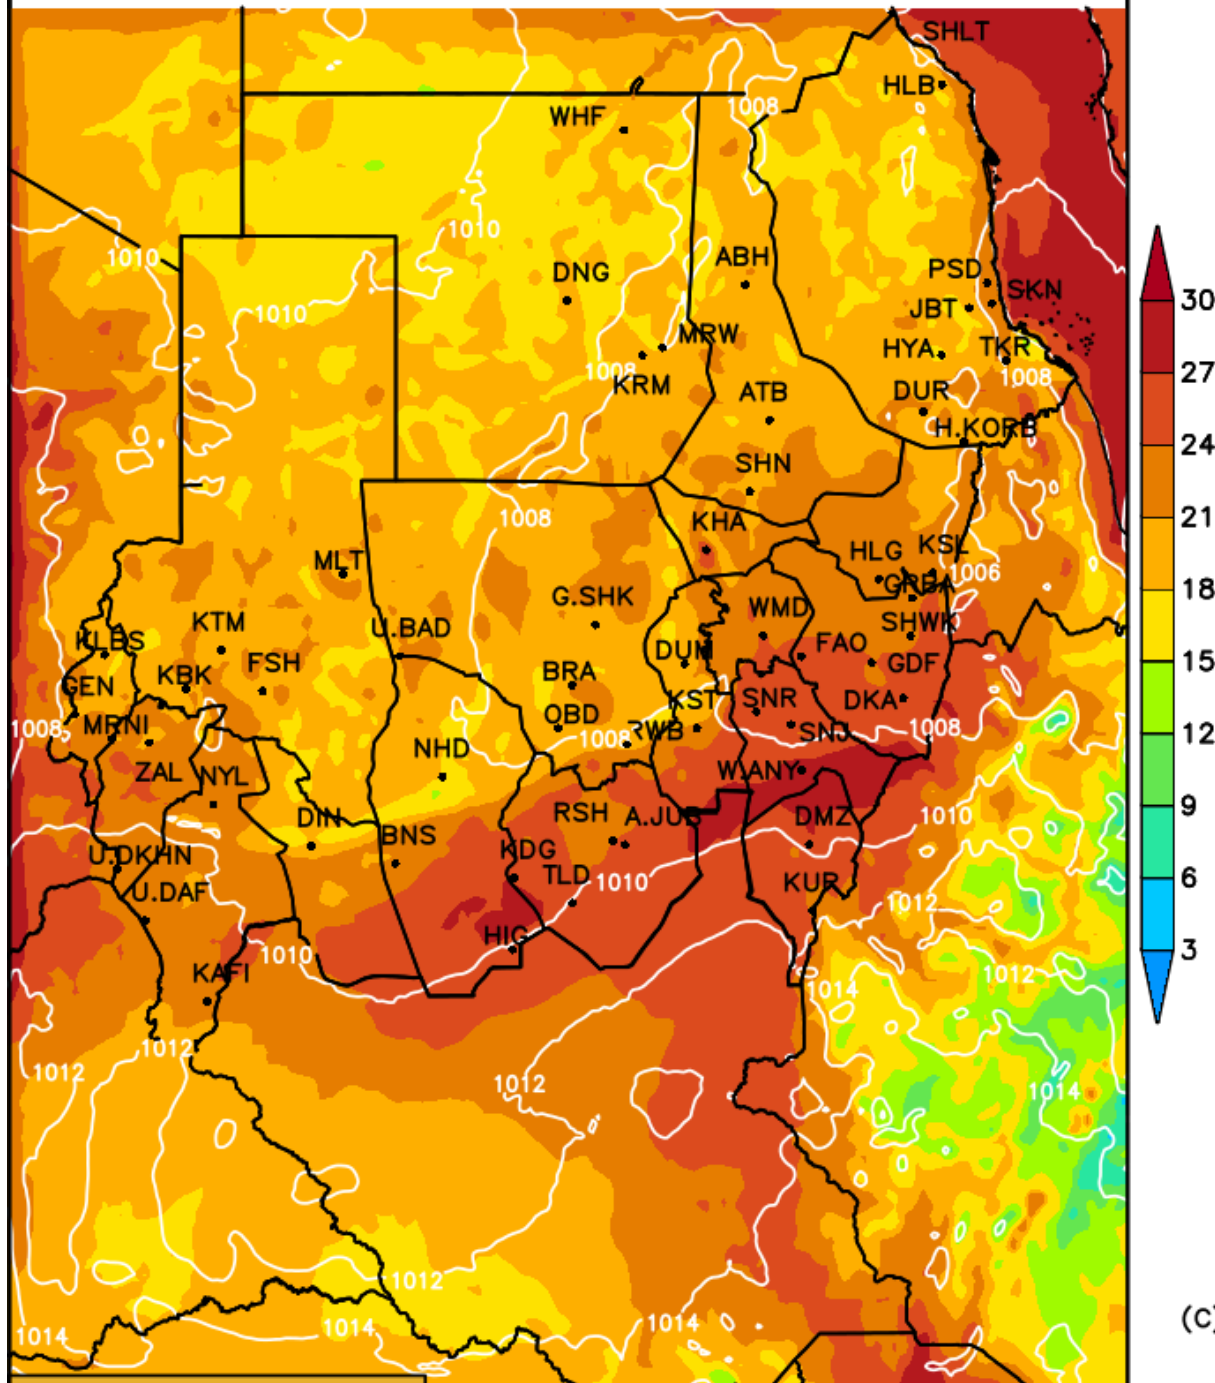 SHLT
HLB
1008
WHF
1010
1010
ABH
DNG
PSD
SKN
1010
JBT
MRW
HYA
TKR
1008
1008
KRM
ATB
DUR
H.KORB
SHN
1008
KHA
HLG
KSL
MLT
1006
GRBA
G.SHK
WMD
KTM
SHWK
U.BAD
KLBS
FAO
DUM
GDF
KBK
FSH
BRA
GEN
KST
SNR
DKA
OBD
1008
MRNI
RWB
SNJ
1008
1008
NHD
ZAL
NYL
W.ANY
DIN
RSH
A.JUB
DMZ
1010
BNS
U.DKHN
KDG
TLD
1010
KUR
U.DAF
1012
HIG
1010
KAFI
1012
1014
1012
1012
1012
1014
1012
1014
1014
1014
30
27
24
21
18
15
12
9
6
3
(C)